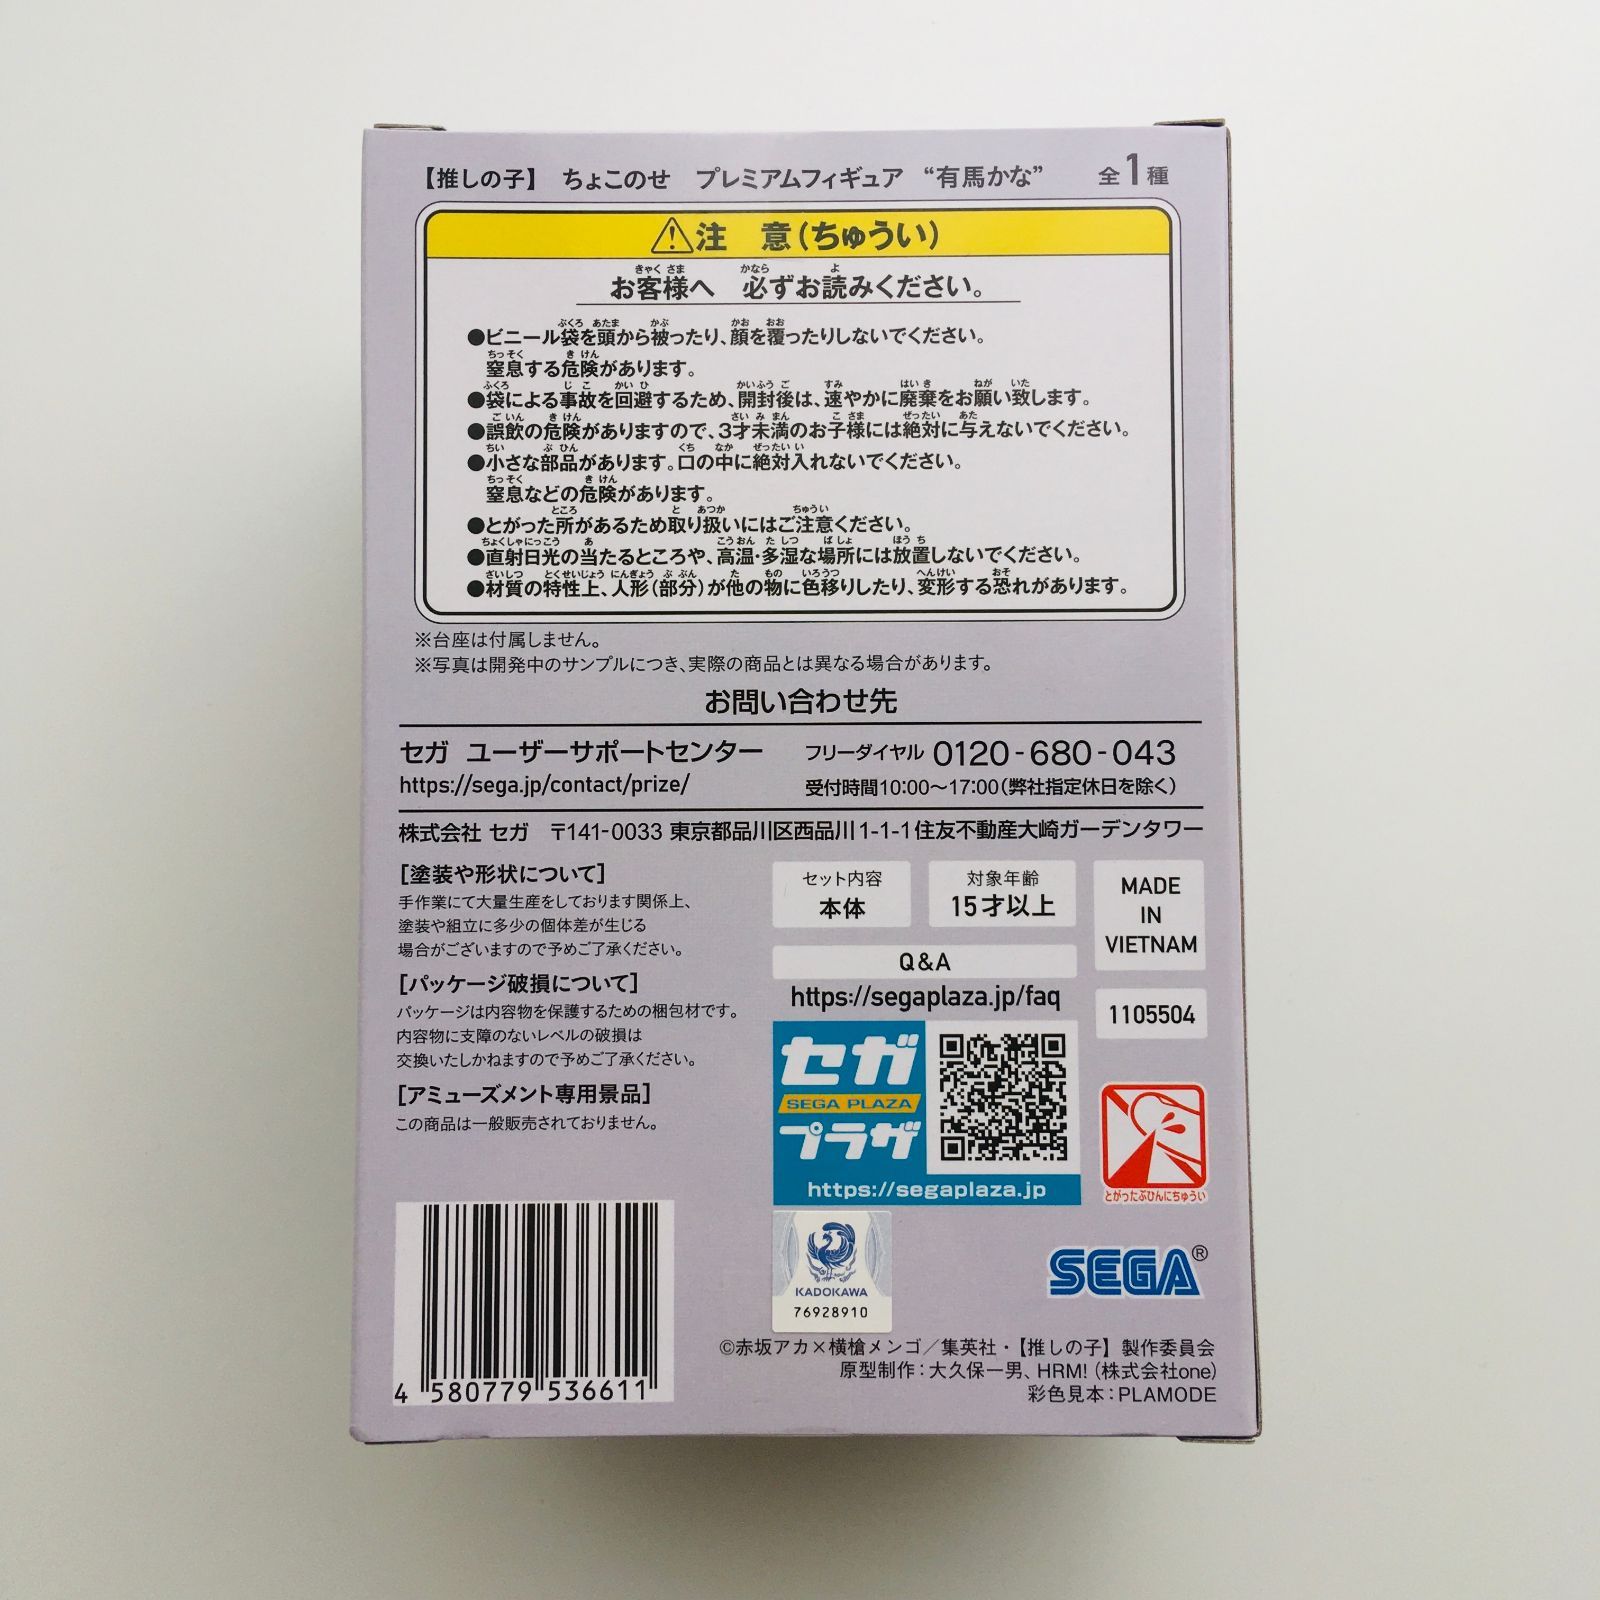 【推しの子】 ちょこのせ プレミアムフィギュア “有馬かな” 全1種
注 意(ちゅうい)
お客様へ 必ずお読みください。
●ビニール袋を頭から被ったり、顔を覆ったりしないでください。
窒息する危険があります。
●袋による事故を回避するため、開封後は、速やかに廃棄をお願い致します。
●誤飲の危険がありますので、3才未満のお子様には絶対に与えないでください。
●小さな部品があります。口の中に絶対入れないでください。
窒息などの危険があります。
●とがった所があるため取り扱いにはご注意ください。
●直射日光の当たるところや、高温・多湿な場所には放置しないでください。
●材質の特性上、人形(部分)が他の物に色移りしたり、変形する恐れがあります。
※台座は付属しません。
※写真は開発中のサンプルにつき、実際の商品とは異なる場合があります。
お問い合わせ先
セガ ユーザーサポートセンター フリーダイヤル 0120-680-043
https://sega.jp/contact/prize/ 受付時間10:00〜17:00(弊社指定休日を除く)
株式会社 セガ 〒141-0033 東京都品川区西品川1-1-1住友不動産大崎ガーデンタワー
[塗装や形状について]
手作業にて大量生産をしております関係上、
塗装や組立に多少の個体差が生じる
場合がございますので予めご了承ください。
[パッケージ破損について]
パッケージは内容物を保護するための梱包材です。
内容物に支障のないレベルの破損は
交換いたしかねますので予めご了承ください。
[アミューズメント専用景品]
この商品は一般販売されておりません。
セット内容
本体
対象年齢
15才以上
MADE
IN
VIETNAM
Q&A
https://segaplaza.jp/faq
1105504
セガ
SEGA PLAZA
プラザ
https://segaplaza.jp
とがったぶひんにちゅうい
KADOKAWA
76928910
SEGA®
4 580779 536611
©赤坂アカ×横槍メンゴ/集英社・【推しの子】製作委員会
原型制作:大久保一男、HRM!(株式会社one)
彩色見本:PLAMODE